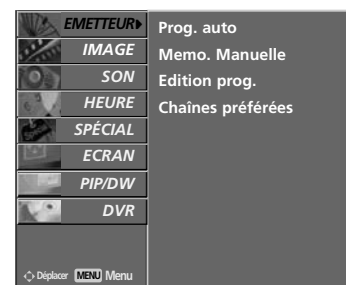 EMETTEUR
IMAGE
SON
HEURE
SPÉCIAL
ECRAN
PIP/DW
DVR
Déplacer MENU Menu
Prog. auto
Memo. Manuelle
Edition prog.
Chaînes préférées